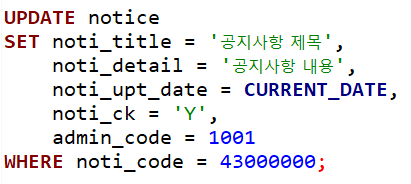 UPDATE notice
SET noti_title = '공지사항 제목',
noti_detail = '공지사항 내용',
noti_upt_date = CURRENT_DATE,
noti_ck = 'Y',
admin_code = 1001
WHERE noti_code = 43000000;